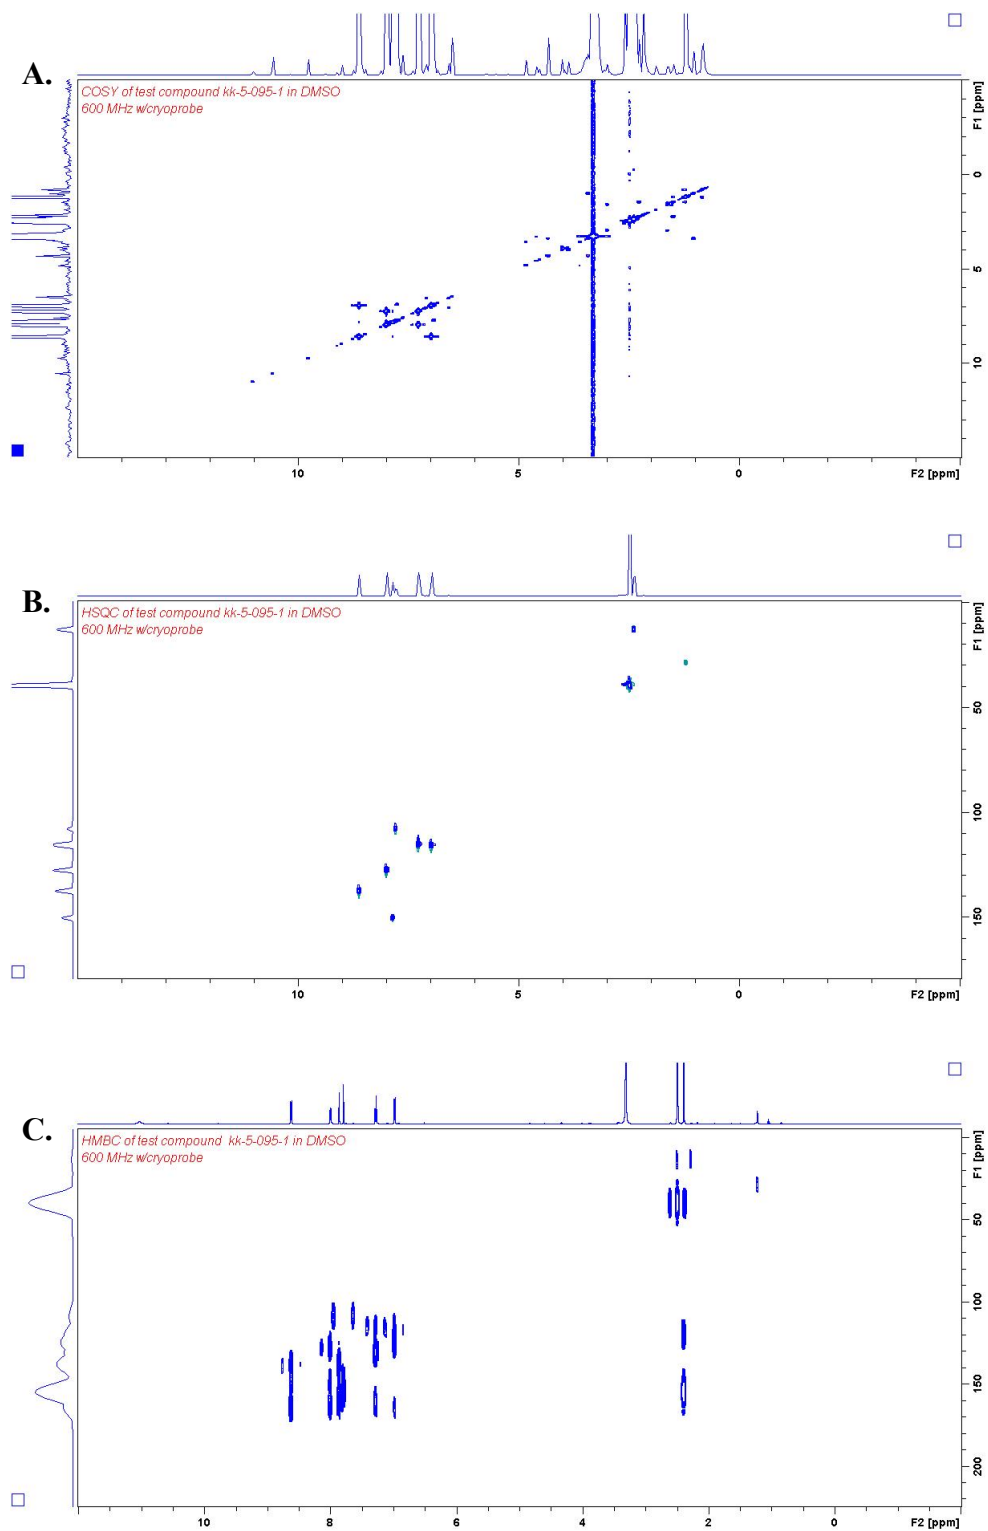 A.
COSY of test compound kk-5-095-1 in DMSO
600 MHz w/cryoprobe
F1 [ppm]
0
5
10
10
5
0
F2 [ppm]
B.
HSQC of test compound kk-5-095-1 in DMSO
600 MHz w/cryoprobe
F1 [ppm]
50
100
150
10
5
0
F2 [ppm]
C.
HMBC of test compound kk-5-095-1 in DMSO
600 MHz w/cryoprobe
F1 [ppm]
50
100
150
200
10
8
6
4
2
0
F2 [ppm]